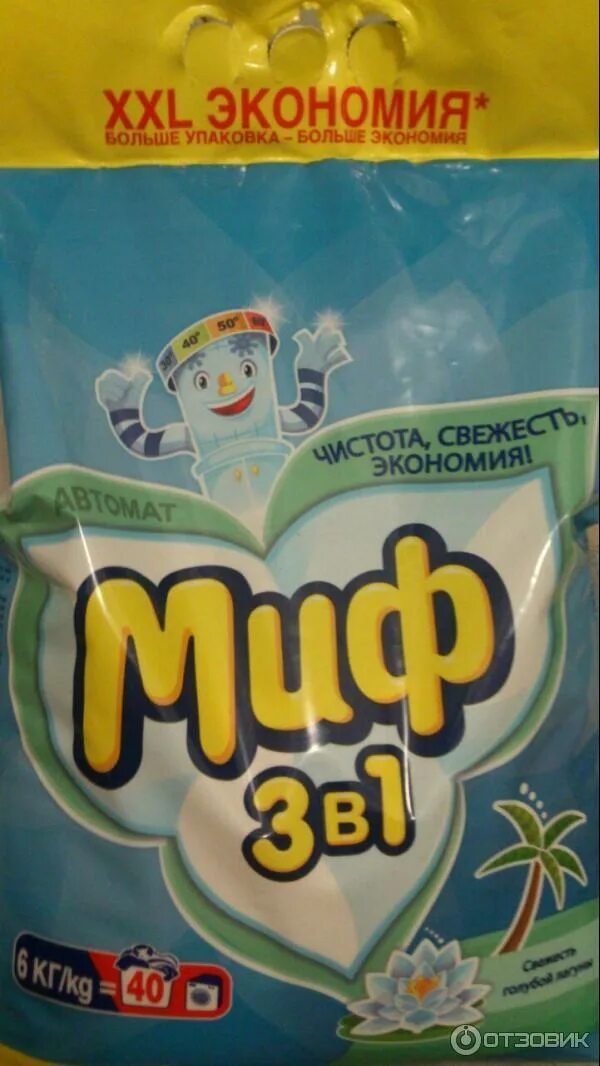 XXL ЭКОНОМИЯ*
БОЛЬШЕ УПАКОВКА – БОЛЬШЕ ЭКОНОМИЯ
30° 40° 50° 60°
ЧИСТОТА, СВЕЖЕСТЬ,
ЭКОНОМИЯ!
АВТОМАТ
Миф
3в1
6 КГ/kg = 40
Свежесть
голубой лагуны
ОТЗОВИК